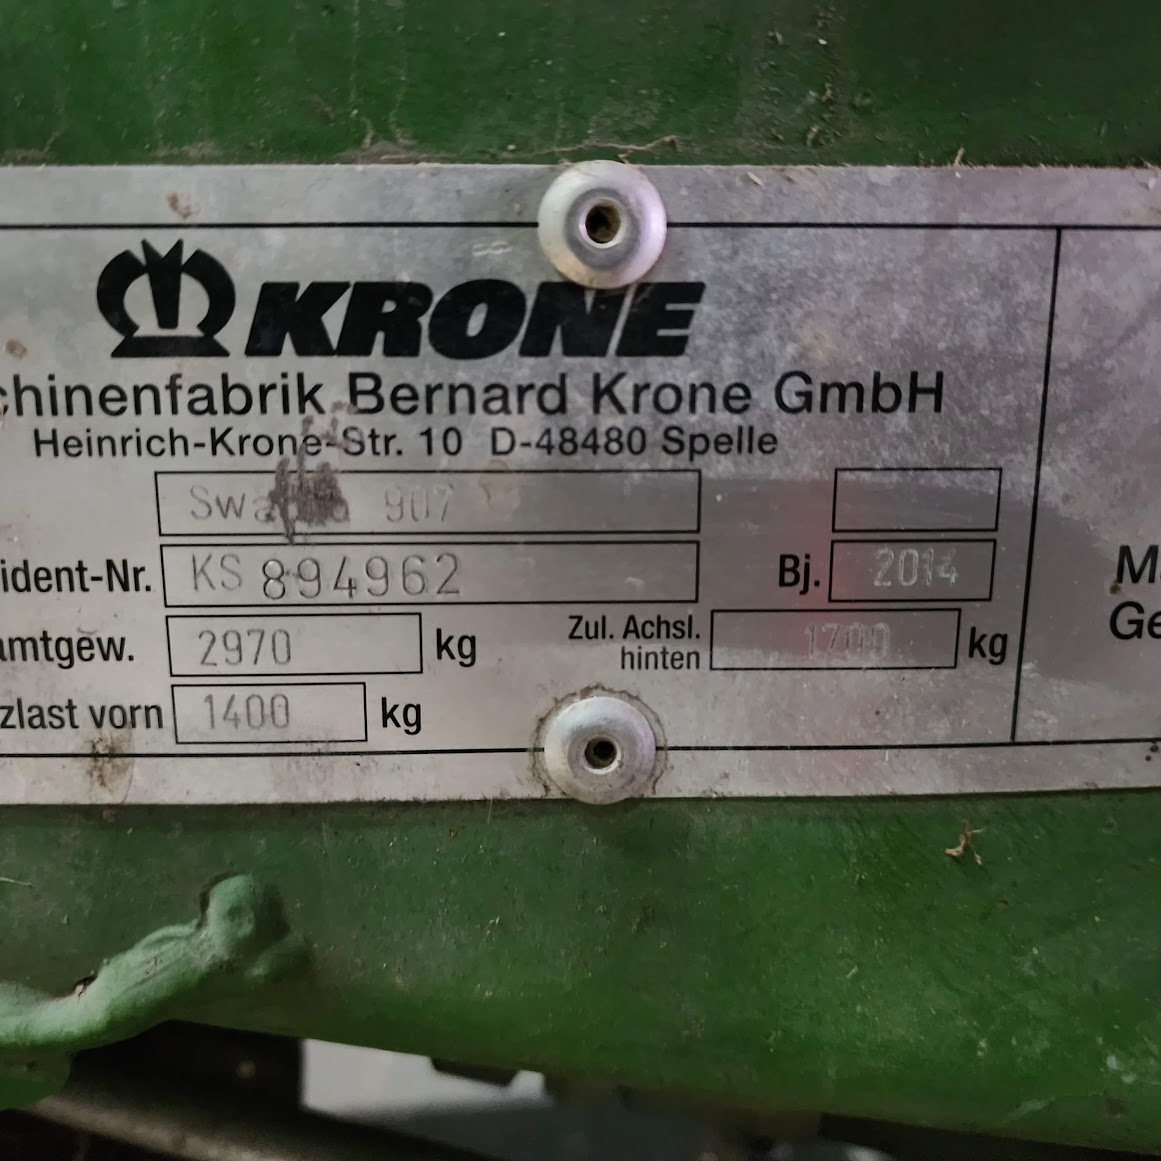 KRONE
chinenfabrik Bernard Krone GmbH
Heinrich-Krone-Str. 10 D-48480 Spelle
907
ident-Nr. KS 894962 Bj. 2014
amtgew. 2970 kg Zul. Achsl. hinten 1700 kg
zlast vorn 1400 kg
M
Ge